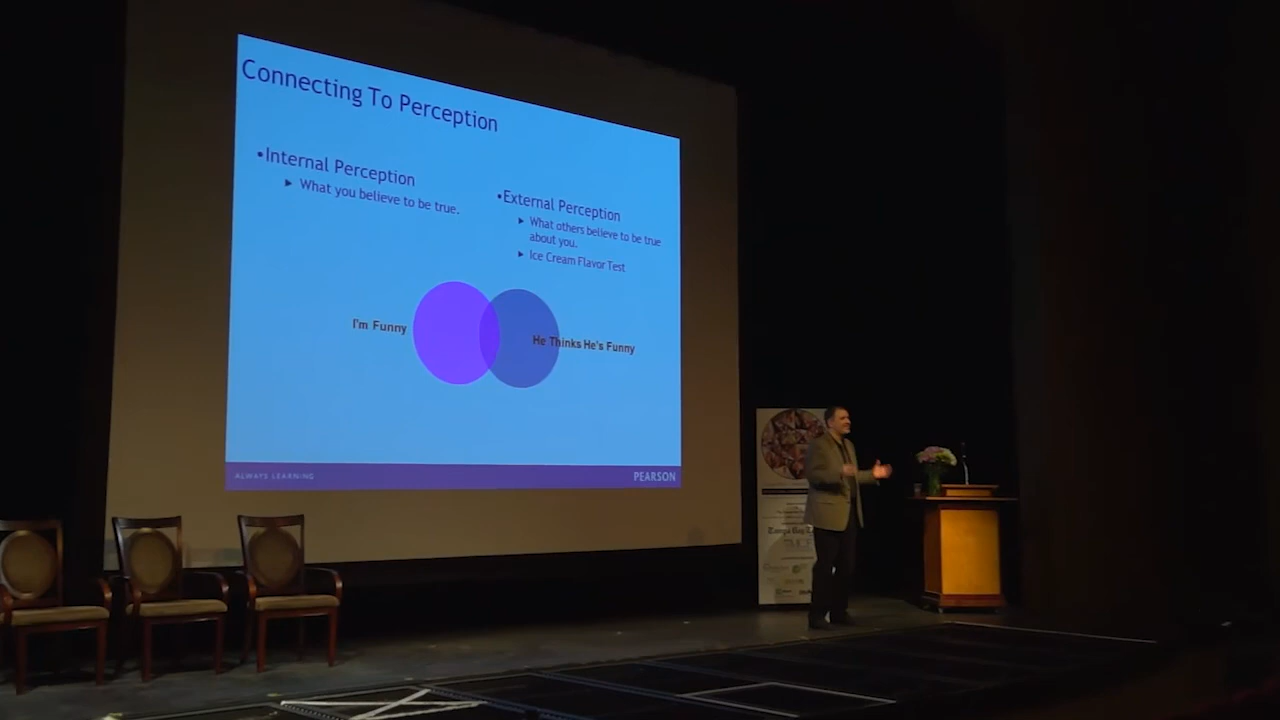 Connecting To Perception
•Internal Perception
► What you believe to be true.
•External Perception
► What others believe to be true
about you.
► Ice Cream Flavor Test
I'm Funny
He Thinks He's Funny
ALWAYS LEARNING
PEARSON